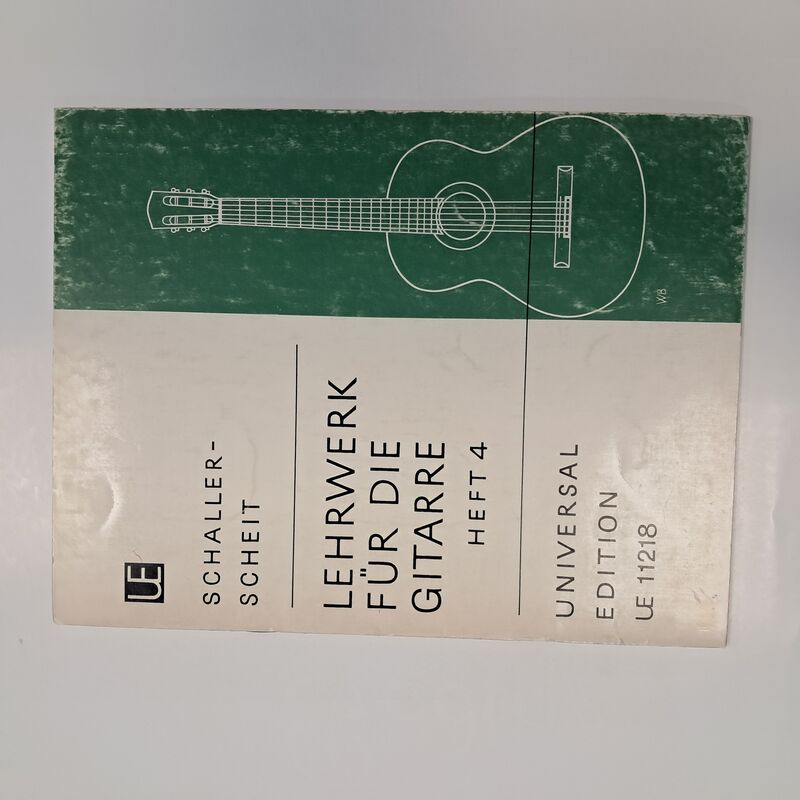 UE
SCHALLER-
SCHEIT
LEHRWERK
FÜR DIE
GITARRE
HEFT 4
UNIVERSAL
EDITION
UE 11218
WB